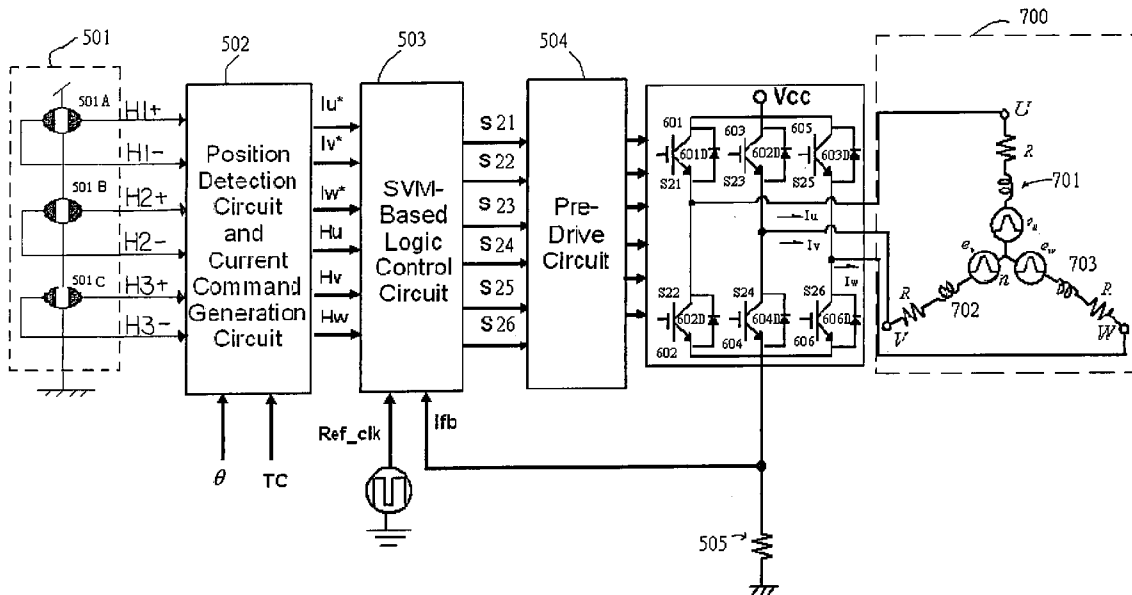 501
501A
H1+
H1-
501B
H2+
H2-
501C
H3+
H3-
502
Position
Detection
Circuit
and
Current
Command
Generation
Circuit
θ
TC
Iu*
Iv*
Iw*
Hu
Hv
Hw
503
SVM-
Based
Logic
Control
Circuit
Ref_clk
Ifb
S21
S22
S23
S24
S25
S26
504
Pre-
Drive
Circuit
Vcc
601
601D
S21
603
602D
S23
605
603D
S25
Iu
Iv
Iw
S22
602D
602
S24
604D
604
S26
606D
606
505
700
U
R
701
eu
ev
ew
n
703
R
702
R
V
W